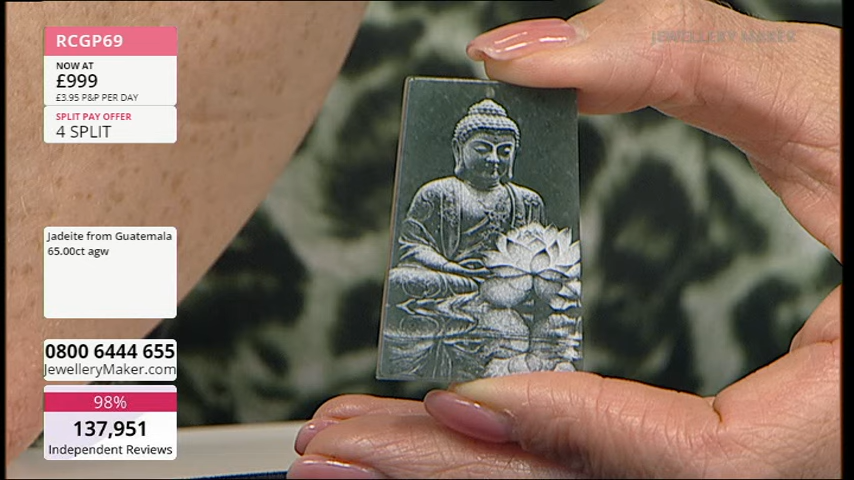 RCGP69
NOW AT
£999
£3.95 P&P PER DAY
SPLIT PAY OFFER
4 SPLIT
Jadeite from Guatemala
65.00ct agw
0800 6444 655
JewelleryMaker.com
98%
137,951
Independent Reviews
JEWELLERY MAKER